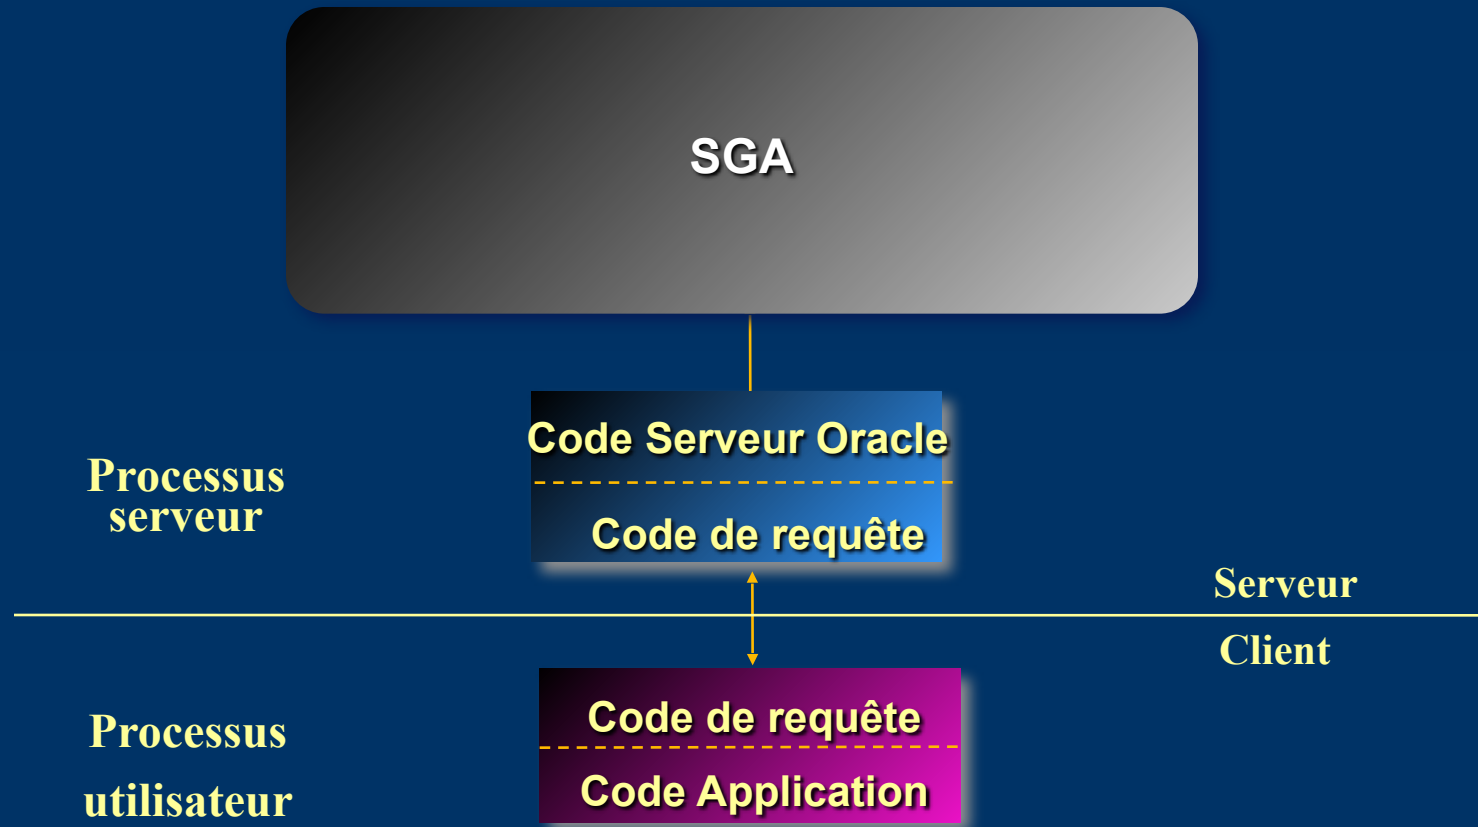 SGA
Code Serveur Oracle
Processus
serveur
Code de requête
Serveur
Client
Code de requête
Processus
Code Application
utilisateur